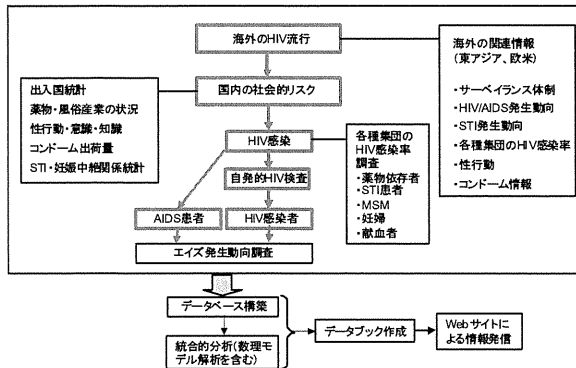 海外のHIV流行
海外の関連情報
(東アジア、欧米)
・サーベイランス体制
・HIV/AIDS発生動向
・STI発生動向
・各種集団のHIV感染率
・性行動
・コンドーム情報
出入国統計
薬物・風俗産業の状況
性行動・意識・知識
コンドーム出荷量
STI・妊娠中絶関係統計
国内の社会的リスク
HIV感染
各種集団の
HIV感染率
調査
・薬物依存者
・STI患者
・MSM
・妊婦
・献血者
自発的HIV検査
AIDS患者
HIV感染者
エイズ発生動向調査
データベース構築
統合的分析(数理モ
デル解析を含む)
データブック作成
Webサイトに
よる情報発信